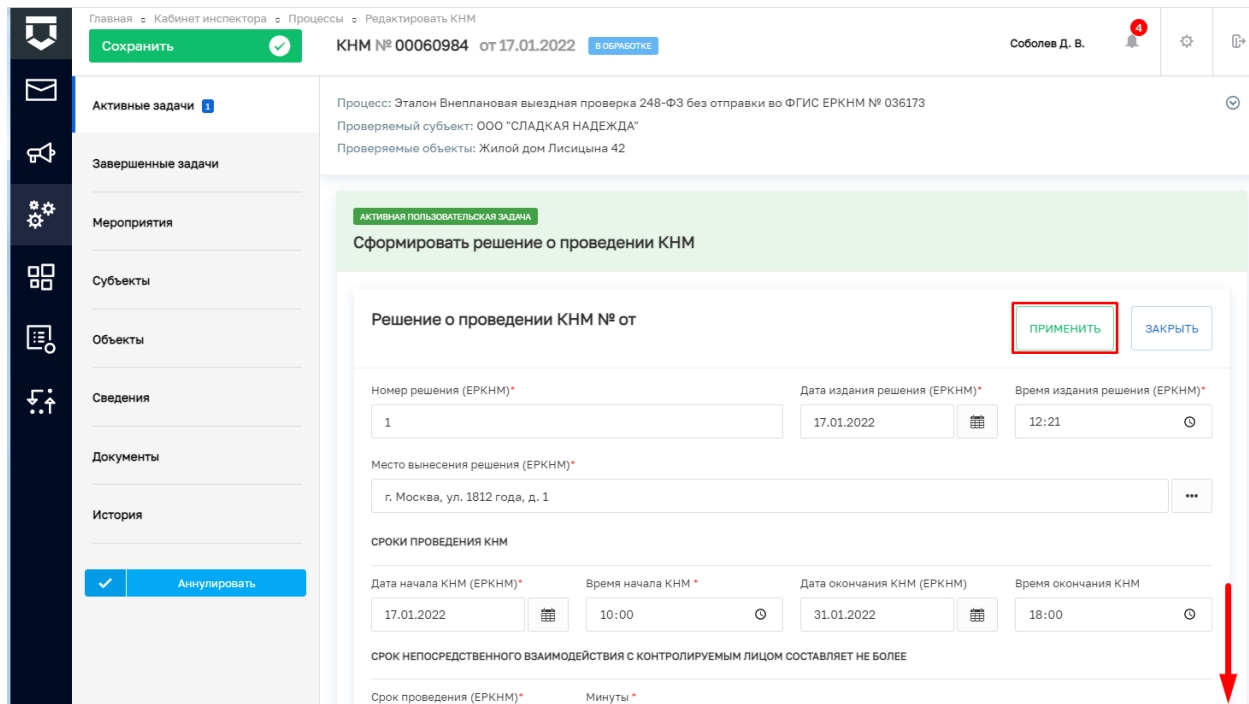 Главная ▫ Кабинет инспектора ▫ Процессы ▫ Редактировать КНМ
Сохранить
КНМ № 00060984 от 17.01.2022 В ОБРАБОТКЕ
Соболев Д. В.
4
Активные задачи 1
Завершенные задачи
Мероприятия
Субъекты
Объекты
Сведения
Документы
История
Аннулировать
Процесс: Эталон Внеплановая выездная проверка 248-ФЗ без отправки во ФГИС ЕРКНМ № 036173
Проверяемый субъект: ООО "СЛАДКАЯ НАДЕЖДА"
Проверяемые объекты: Жилой дом Лисицына 42
АКТИВНАЯ ПОЛЬЗОВАТЕЛЬСКАЯ ЗАДАЧА
Сформировать решение о проведении КНМ
Решение о проведении КНМ № от
ПРИМЕНИТЬ
ЗАКРЫТЬ
Номер решения (ЕРКНМ)* Дата издания решения (ЕРКНМ)* Время издания решения (ЕРКНМ)*
1 17.01.2022 12:21
Место вынесения решения (ЕРКНМ)*
г. Москва, ул. 1812 года, д. 1
СРОКИ ПРОВЕДЕНИЯ КНМ
Дата начала КНМ (ЕРКНМ)* Время начала КНМ * Дата окончания КНМ (ЕРКНМ) Время окончания КНМ
17.01.2022 10:00 31.01.2022 18:00
СРОК НЕПОСРЕДСТВЕННОГО ВЗАИМОДЕЙСТВИЯ С КОНТРОЛИРУЕМЫМ ЛИЦОМ СОСТАВЛЯЕТ НЕ БОЛЕЕ
Срок проведения (ЕРКНМ)* Минуты *